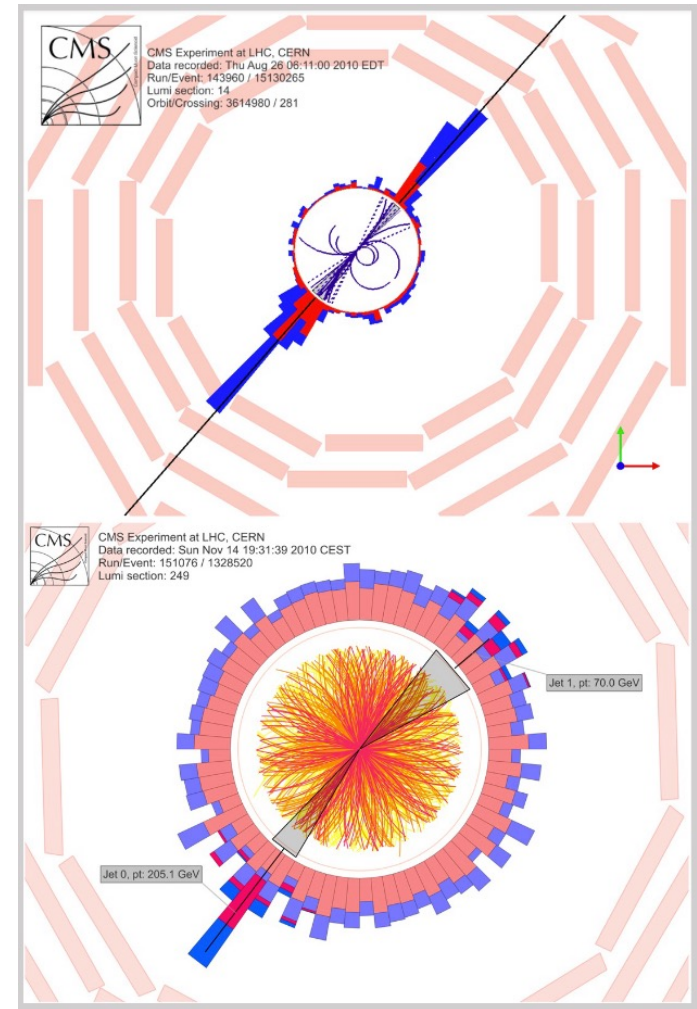 CMS
CMS Experiment at LHC, CERN
Data recorded: Thu Aug 26 06:11:00 2010 EDT
Run/Event: 143960 / 15130265
Lumi section: 14
Orbit/Crossing: 3614980 / 281
CMS
CMS Experiment at LHC, CERN
Data recorded: Sun Nov 14 19:31:39 2010 CEST
Run/Event: 151076 / 1328520
Lumi section: 249
Jet 1, pt: 70.0 GeV
Jet 0, pt: 205.1 GeV